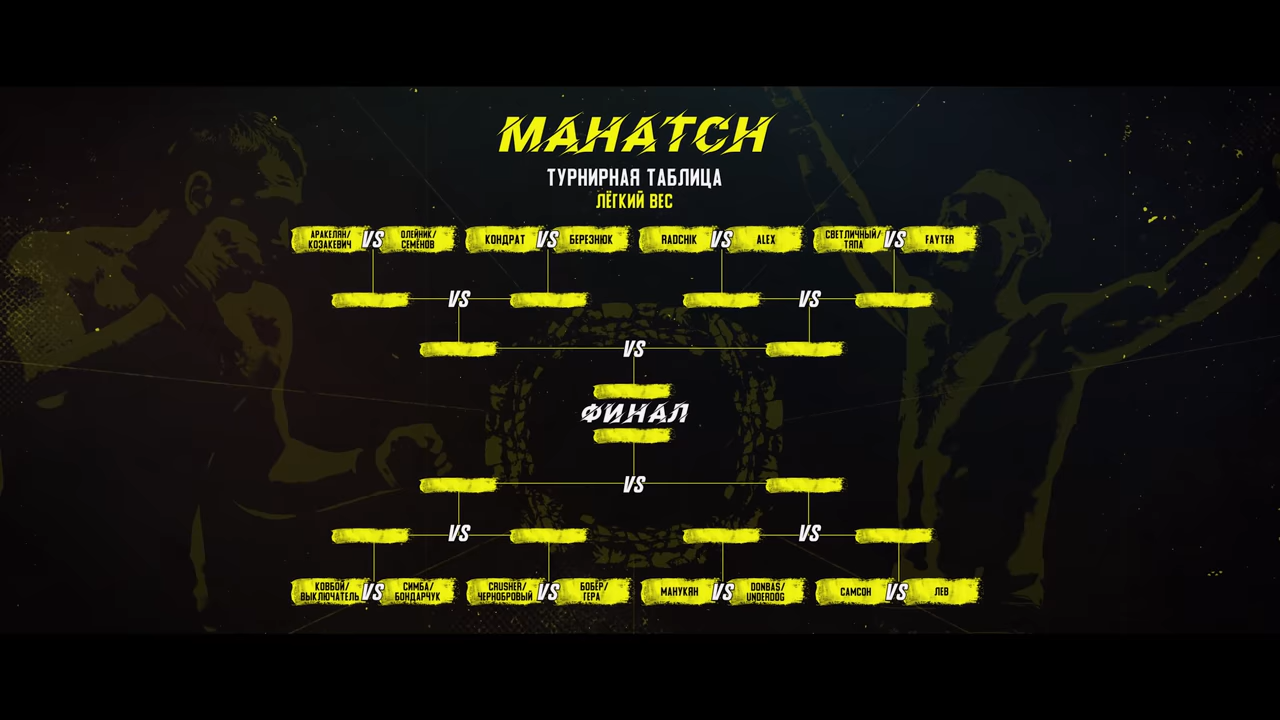 МАНАТСН
ТУРНИРНАЯ ТАБЛИЦА
ЛЁГКИЙ ВЕС
АРАКЕЛЯН/
КОЗАКЕВИЧ
VS
ОЛЕЙНИК/
СЕМЁНОВ
КОНДРАТ VS БЕРЕЗНЮК
RADCHIK VS ALEX
СВЕТЛИЧНЫЙ/
ТЯПА
VS
FAYTER
VS
VS
VS
ФИНАЛ
VS
VS
VS
КОВБОЙ/
ВЫКЛЮЧАТЕЛЬ
VS
СИМБА/
БОНДАРЧУК
CRUSHER/
ЧЕРНОБРОВЫЙ
VS
БОБЁР/
ГЕРА
МАНУКЯН
VS
DONBAS/
UNDERDOG
САМСОН VS ЛЕВ